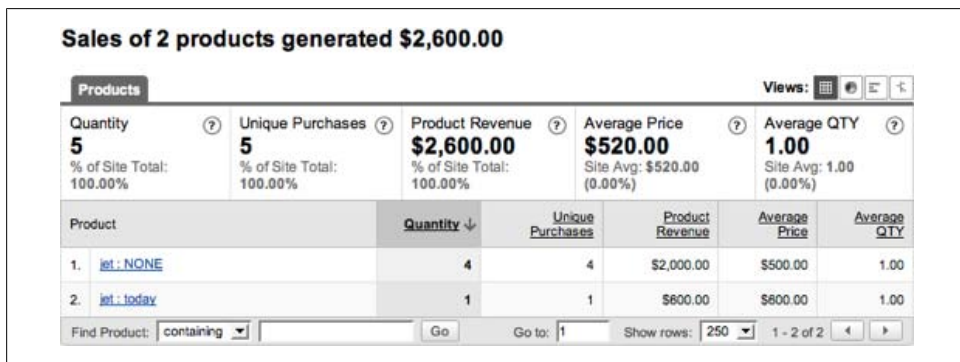 Sales of 2 products generated $2,600.00
Products
Views:
Quantity ?
5
% of Site Total:
100.00%
Unique Purchases ?
5
% of Site Total:
100.00%
Product Revenue ?
$2,600.00
% of Site Total:
100.00%
Average Price ?
$520.00
Site Avg: $520.00
(0.00%)
Average QTY ?
1.00
Site Avg: 1.00
(0.00%)
Product Quantity ↓ Unique Purchases Product Revenue Average Price Average QTY
1. jet : NONE 4 4 $2,000.00 $500.00 1.00
2. jet : today 1 1 $600.00 $600.00 1.00
Find Product: containing Go Go to: 1 Show rows: 250 1 - 2 of 2